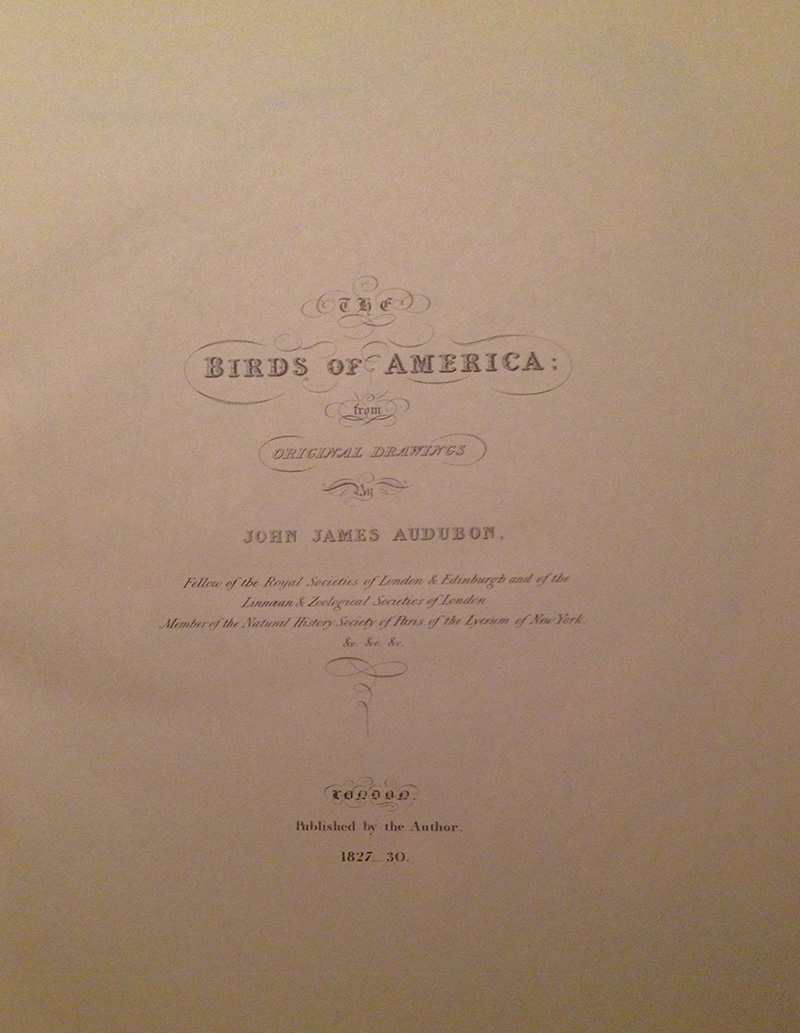 THE
BIRDS OF AMERICA;
from
ORIGINAL DRAWINGS
By
JOHN JAMES AUDUBON.
Fellow of the Royal Societies of London & Edinburgh and of the
Linnæan & Zoological Societies of London
Member of the Natural History Society of Paris, of the Lyceum of New York,
&c. &c. &c.
LONDON.
Published by the Author.
1827_30.